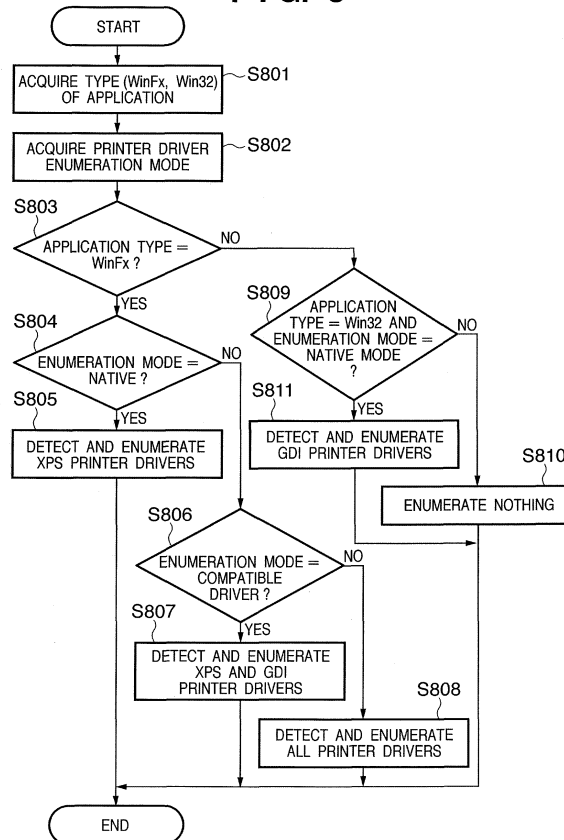 START
S801
ACQUIRE TYPE (WinFx, Win32)
OF APPLICATION
S802
ACQUIRE PRINTER DRIVER
ENUMERATION MODE
S803
APPLICATION TYPE =
WinFx ?
NO
YES
S809
APPLICATION
TYPE = Win32 AND
ENUMERATION MODE =
NATIVE MODE
?
NO
YES
S804
ENUMERATION MODE =
NATIVE ?
NO
YES
S811
DETECT AND ENUMERATE
GDI PRINTER DRIVERS
S805
DETECT AND ENUMERATE
XPS PRINTER DRIVERS
S810
ENUMERATE NOTHING
S806
ENUMERATION MODE =
COMPATIBLE
DRIVER ?
NO
YES
S807
DETECT AND ENUMERATE
XPS AND GDI
PRINTER DRIVERS
S808
DETECT AND ENUMERATE
ALL PRINTER DRIVERS
END